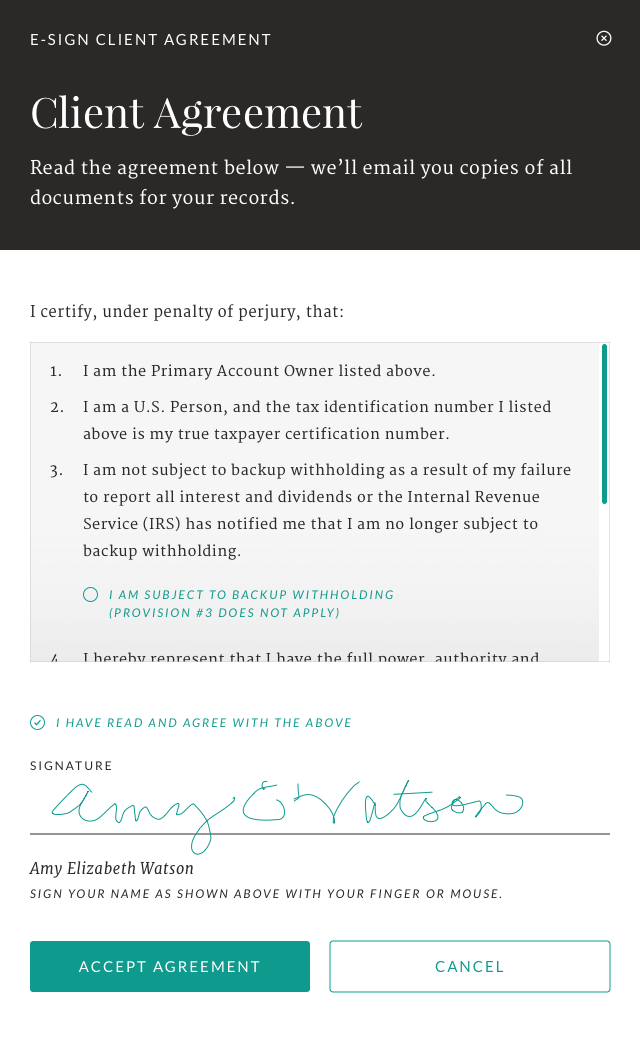 E-SIGN CLIENT AGREEMENT
Client Agreement
Read the agreement below — we’ll email you copies of all
documents for your records.
I certify, under penalty of perjury, that:
1. I am the Primary Account Owner listed above.
2. I am a U.S. Person, and the tax identification number I listed
above is my true taxpayer certification number.
3. I am not subject to backup withholding as a result of my failure
to report all interest and dividends or the Internal Revenue
Service (IRS) has notified me that I am no longer subject to
backup withholding.
I AM SUBJECT TO BACKUP WITHHOLDING
(PROVISION #3 DOES NOT APPLY)
4. I hereby represent that I have the full power, authority and
I HAVE READ AND AGREE WITH THE ABOVE
SIGNATURE
Amy E Watson
Amy Elizabeth Watson
SIGN YOUR NAME AS SHOWN ABOVE WITH YOUR FINGER OR MOUSE.
ACCEPT AGREEMENT
CANCEL